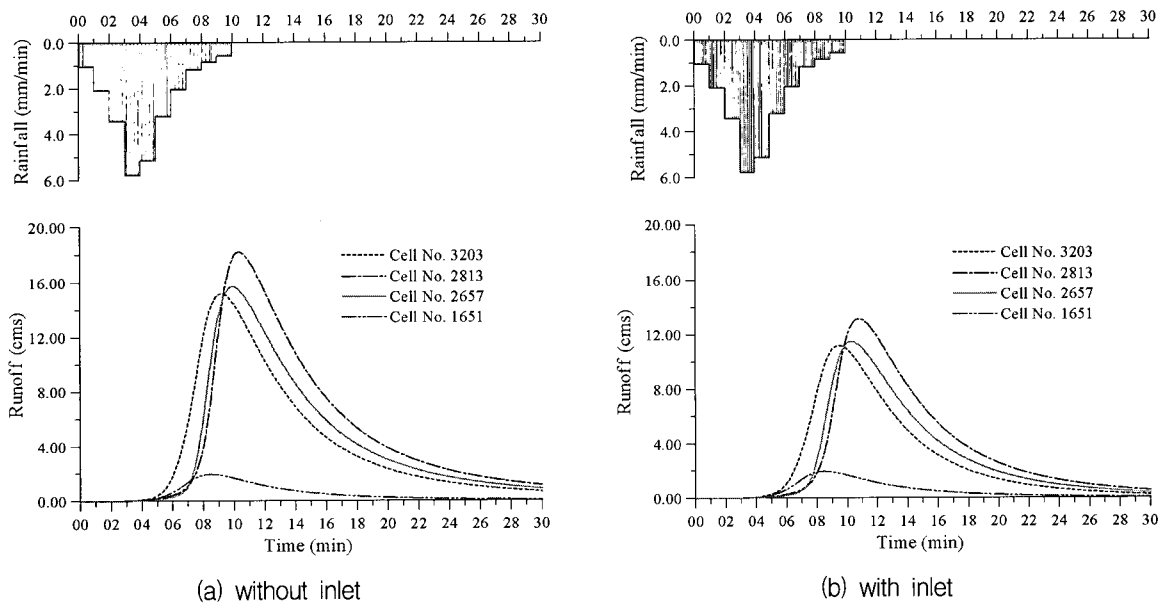 00 02 04 06 08 10 12 14 16 18 20 22 24 26 28 30
Rainfall (mm/min)
0.0
2.0
4.0
6.0
20.00
16.00
12.00
8.00
4.00
0.00
Runoff (cms)
Cell No. 3203
Cell No. 2813
Cell No. 2657
Cell No. 1651
00 02 04 06 08 10 12 14 16 18 20 22 24 26 28 30
Time (min)
(a) without inlet
00 02 04 06 08 10 12 14 16 18 20 22 24 26 28 30
Rainfall (mm/min)
0.0
2.0
4.0
6.0
20.00
16.00
12.00
8.00
4.00
0.00
Runoff (cms)
Cell No. 3203
Cell No. 2813
Cell No. 2657
Cell No. 1651
00 02 04 06 08 10 12 14 16 18 20 22 24 26 28 30
Time (min)
(b) with inlet